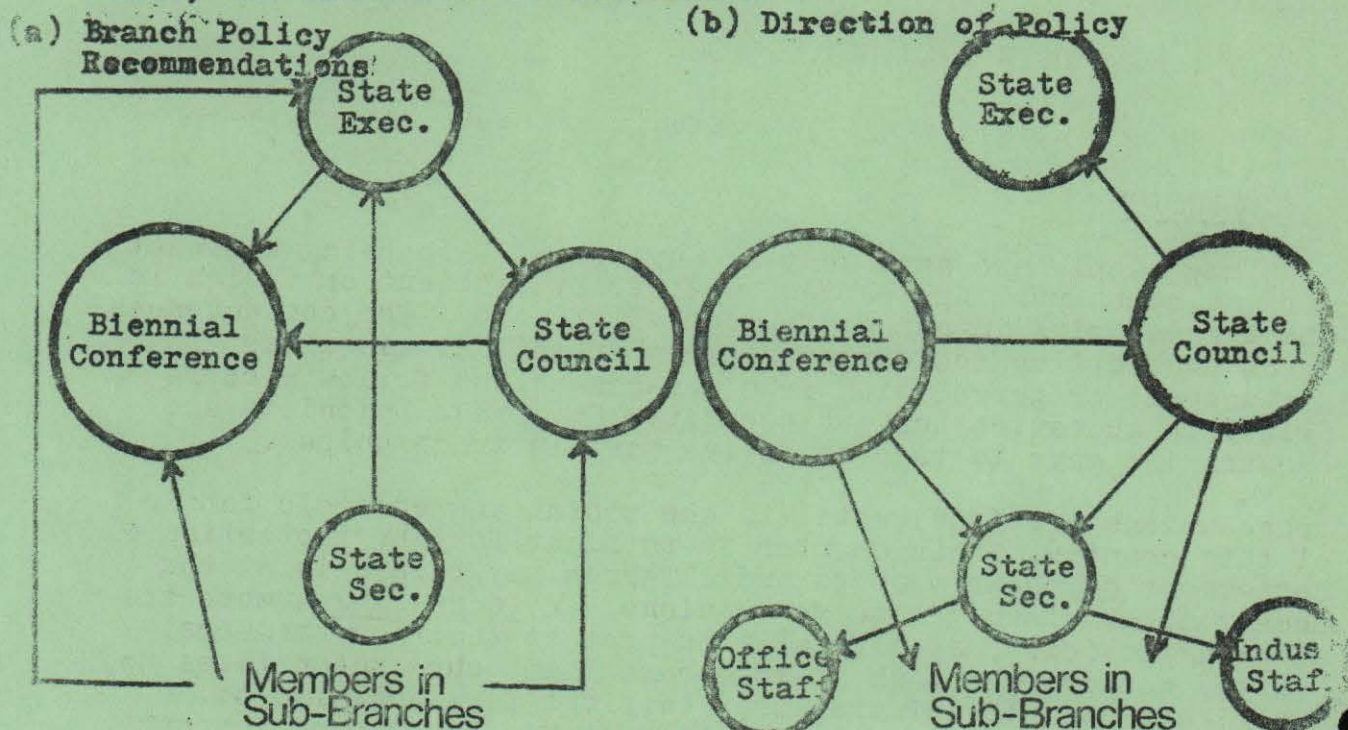 (a) Branch Policy
Recommendations
State
Exec.
Biennial
Conference
State
Council
State
Sec.
Members in
Sub-Branches
(b) Direction of Policy
State
Exec.
Biennial
Conference
State
Council
State
Sec.
Office
Staff
Members in
Sub-Branches
Indus
Staf